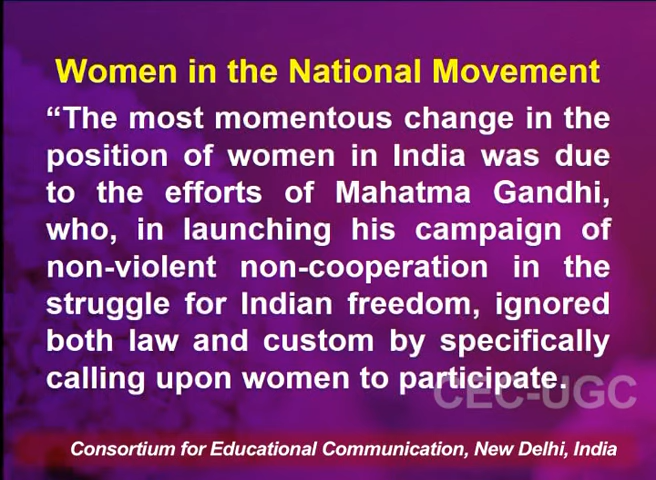 Women in the National Movement
“The most momentous change in the
position of women in India was due
to the efforts of Mahatma Gandhi,
who, in launching his campaign of
non-violent non-cooperation in the
struggle for Indian freedom, ignored
both law and custom by specifically
calling upon women to participate.
CEC-UGC
Consortium for Educational Communication, New Delhi, India